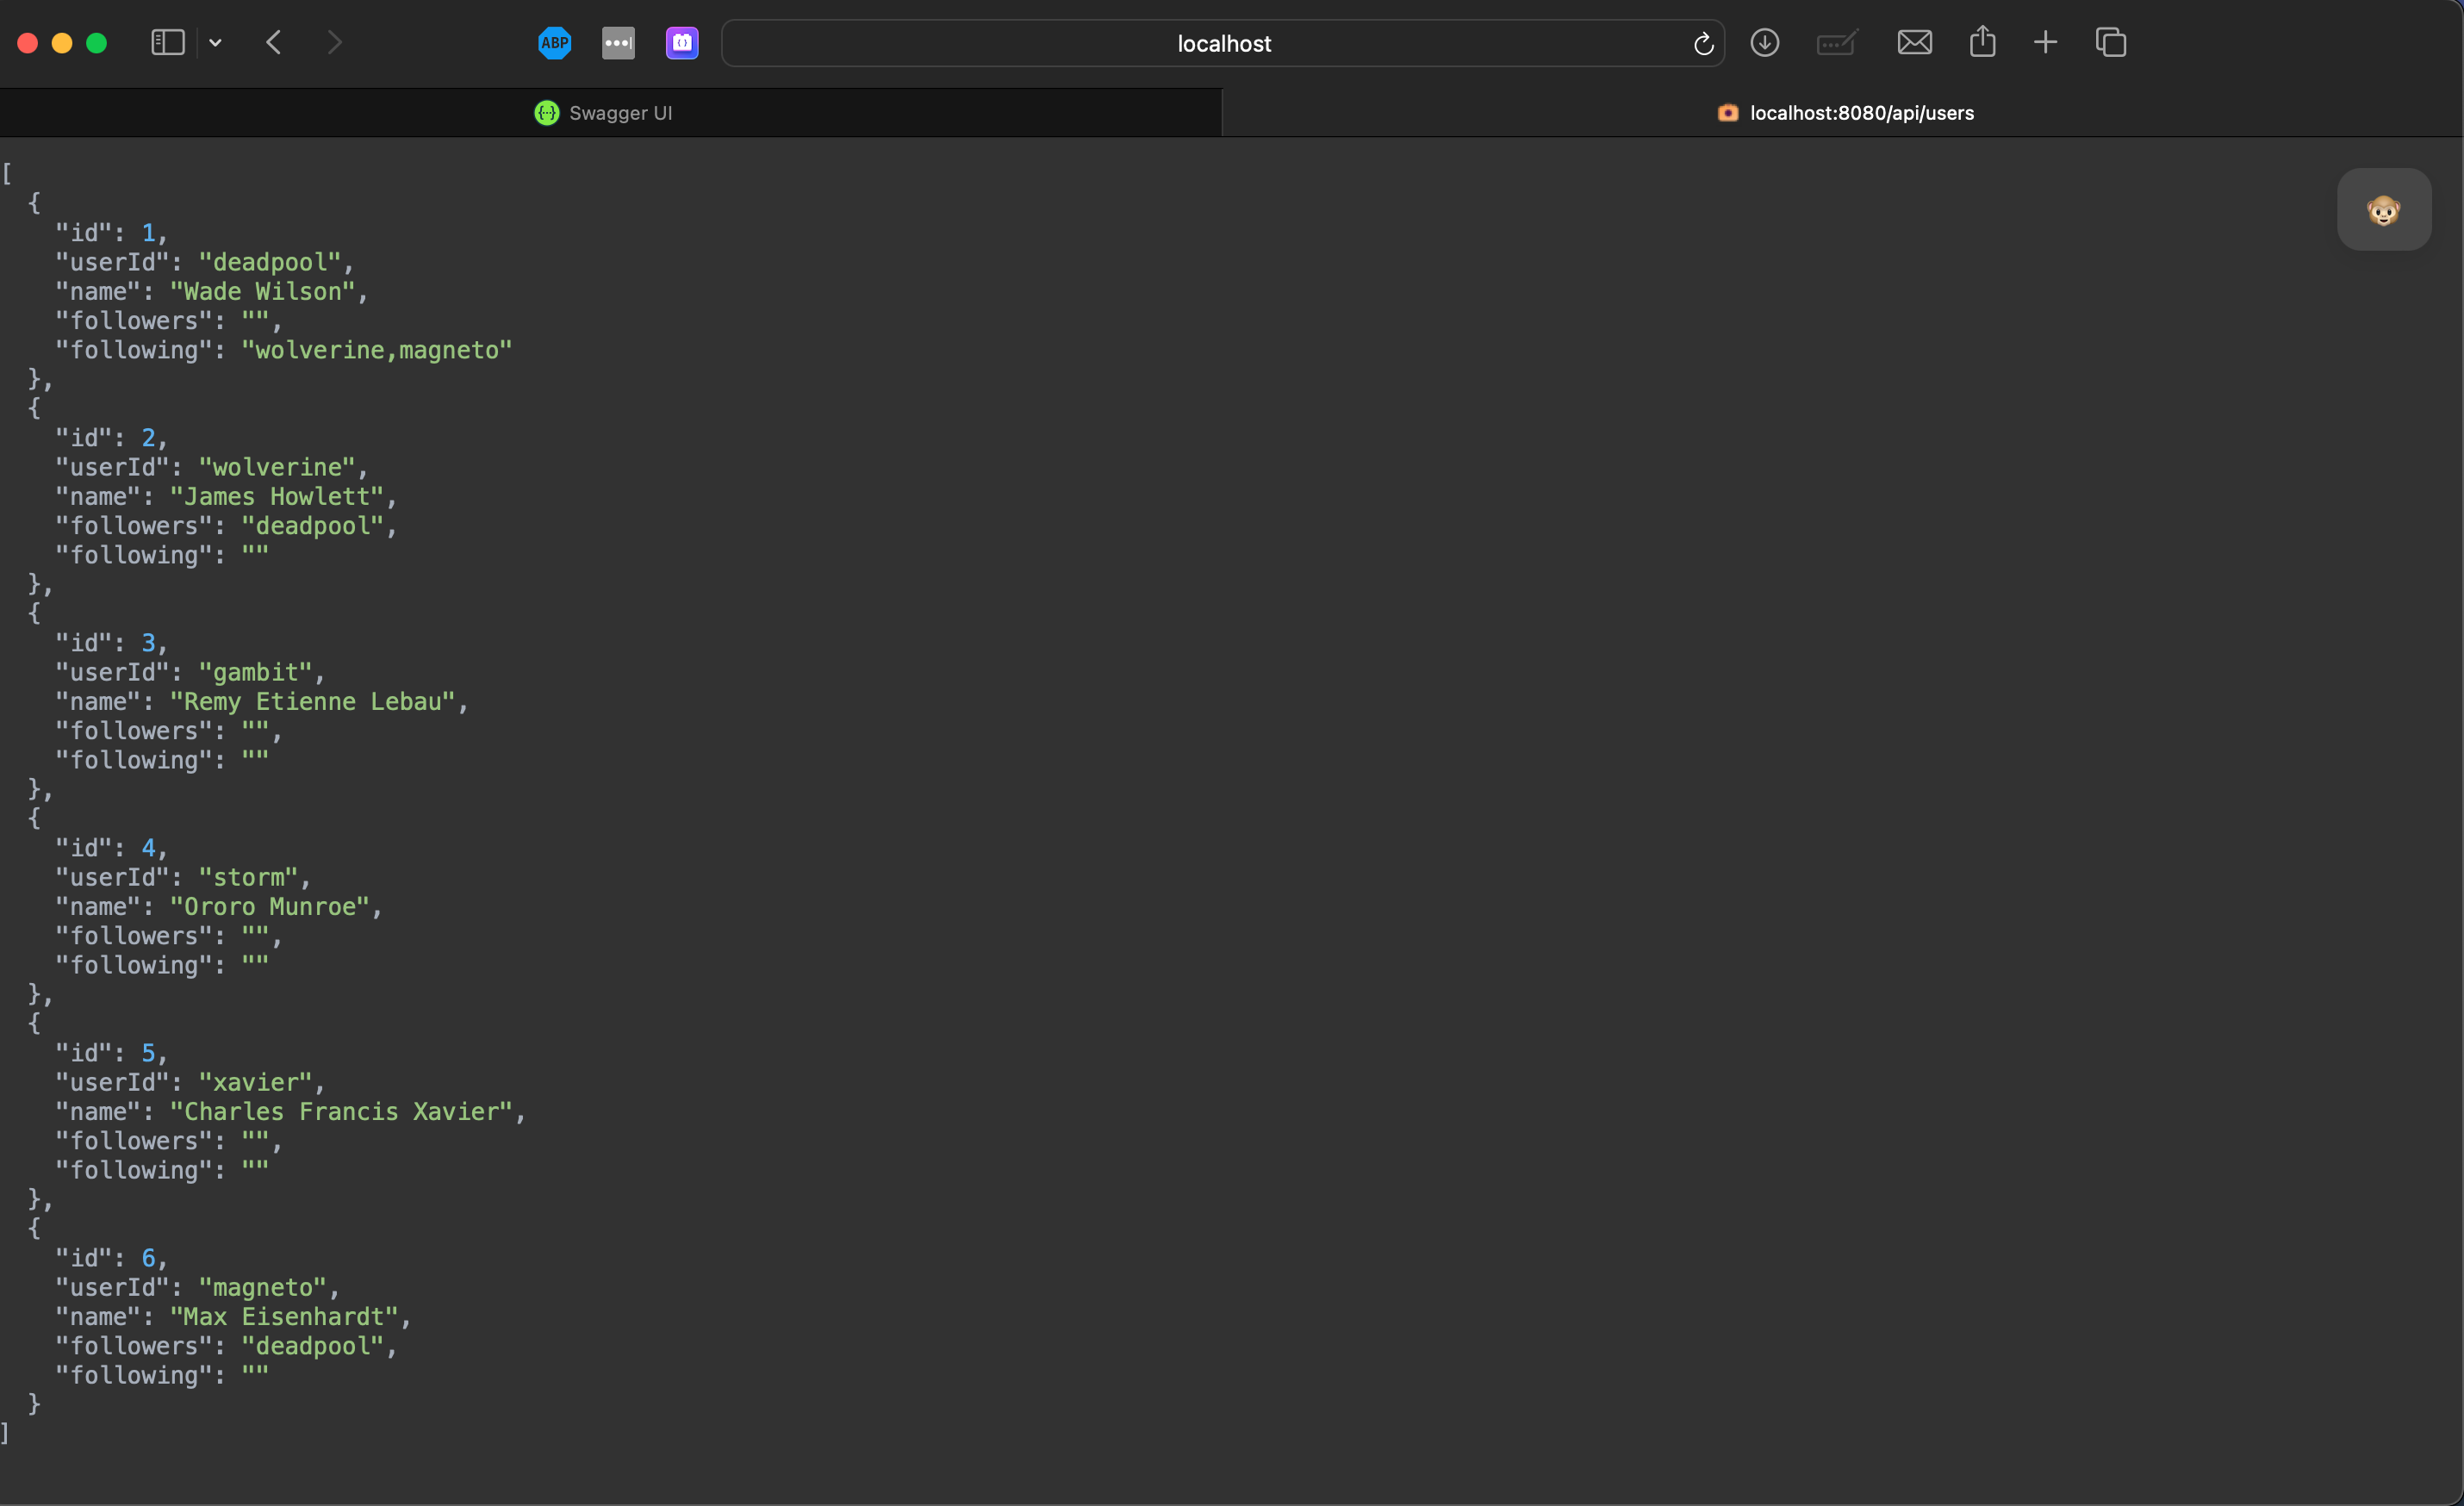 ABP
localhost
Swagger UI
localhost:8080/api/users
[
  {
    "id": 1,
    "userId": "deadpool",
    "name": "Wade Wilson",
    "followers": "",
    "following": "wolverine,magneto"
  },
  {
    "id": 2,
    "userId": "wolverine",
    "name": "James Howlett",
    "followers": "deadpool",
    "following": ""
  },
  {
    "id": 3,
    "userId": "gambit",
    "name": "Remy Etienne Lebau",
    "followers": "",
    "following": ""
  },
  {
    "id": 4,
    "userId": "storm",
    "name": "Ororo Munroe",
    "followers": "",
    "following": ""
  },
  {
    "id": 5,
    "userId": "xavier",
    "name": "Charles Francis Xavier",
    "followers": "",
    "following": ""
  },
  {
    "id": 6,
    "userId": "magneto",
    "name": "Max Eisenhardt",
    "followers": "deadpool",
    "following": ""
  }
]